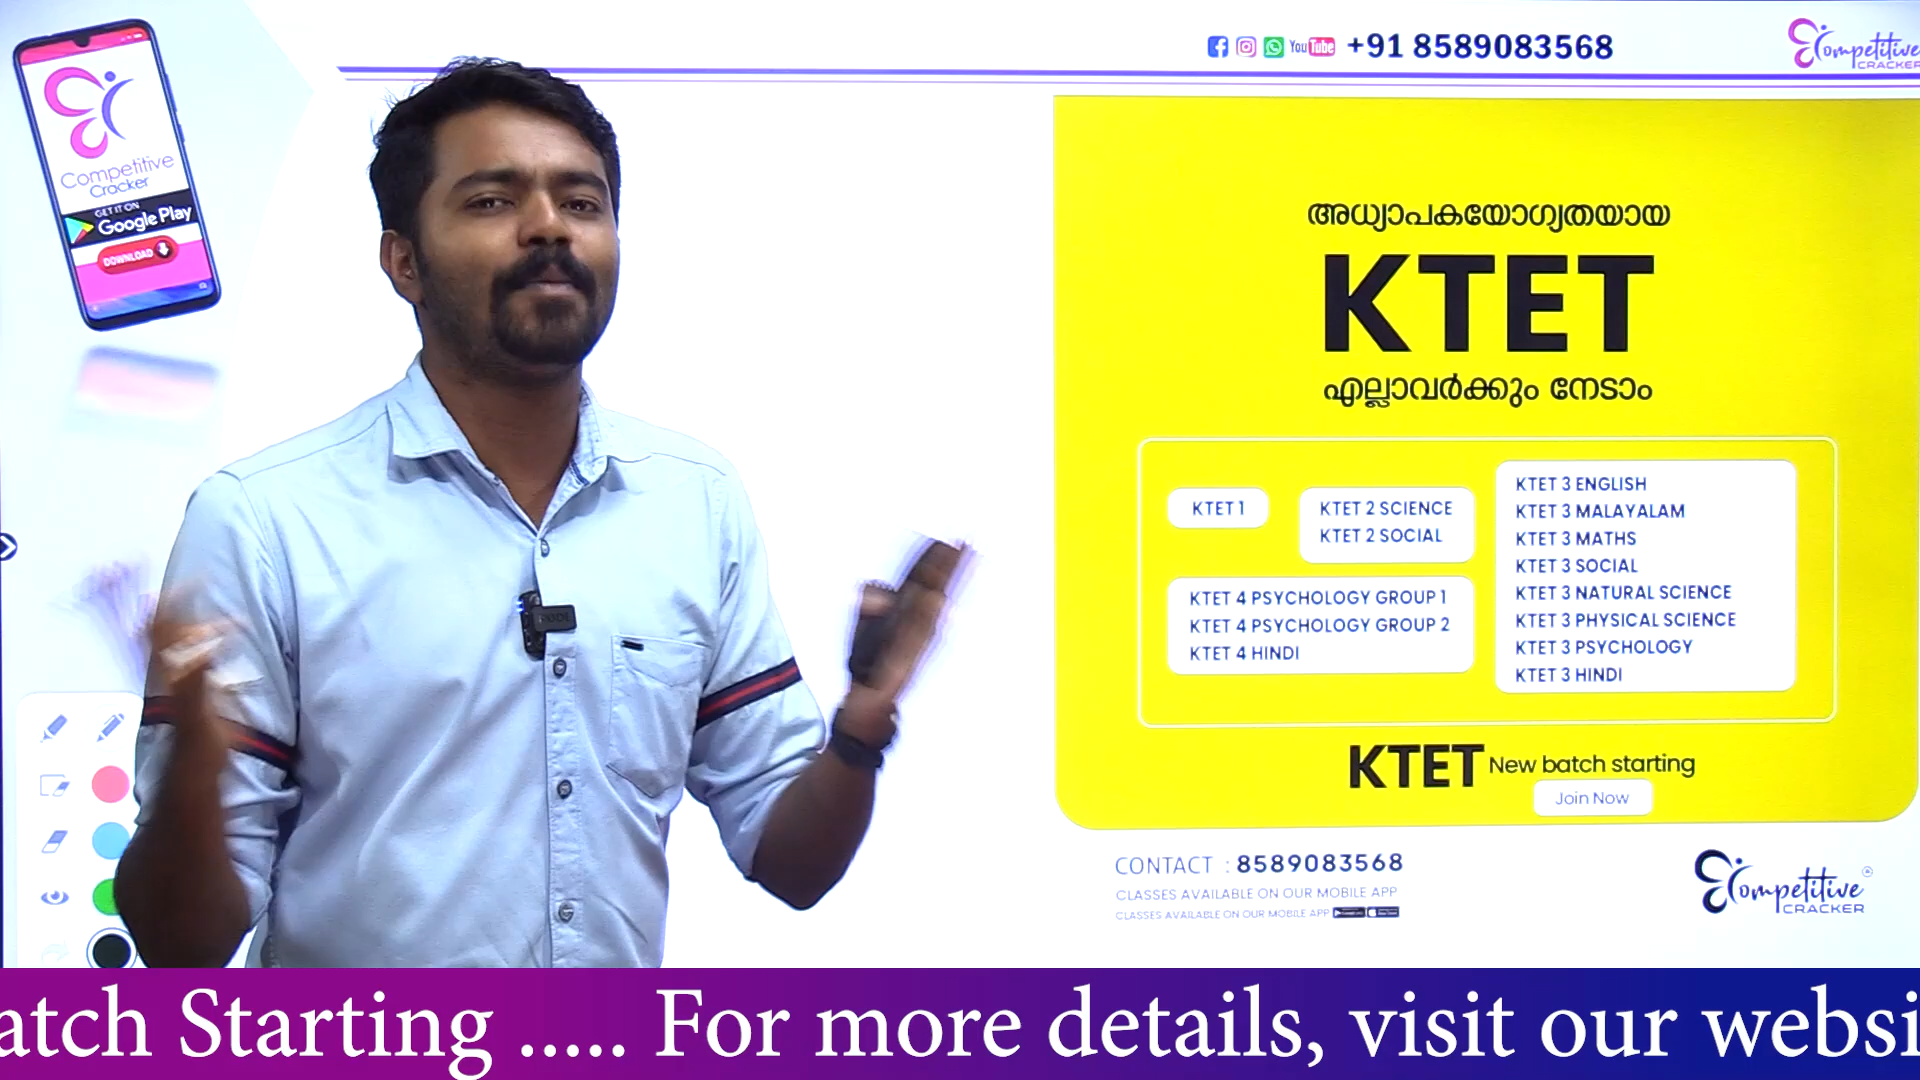 YouTube +91 8589083568
Competitive
CRACKER
Competitive
Cracker
GET IT ON
Google Play
DOWNLOAD
അധ്യാപകയോഗ്യതയായ
KTET
എല്ലാവർക്കും നേടാം
KTET 1
KTET 2 SCIENCE
KTET 2 SOCIAL
KTET 4 PSYCHOLOGY GROUP 1
KTET 4 PSYCHOLOGY GROUP 2
KTET 4 HINDI
KTET 3 ENGLISH
KTET 3 MALAYALAM
KTET 3 MATHS
KTET 3 SOCIAL
KTET 3 NATURAL SCIENCE
KTET 3 PHYSICAL SCIENCE
KTET 3 PSYCHOLOGY
KTET 3 HINDI
KTET New batch starting
Join Now
CONTACT : 8589083568
CLASSES AVAILABLE ON OUR MOBILE APP
CLASSES AVAILABLE ON OUR MOBILE APP
Competitive
CRACKER
atch Starting ..... For more details, visit our websi